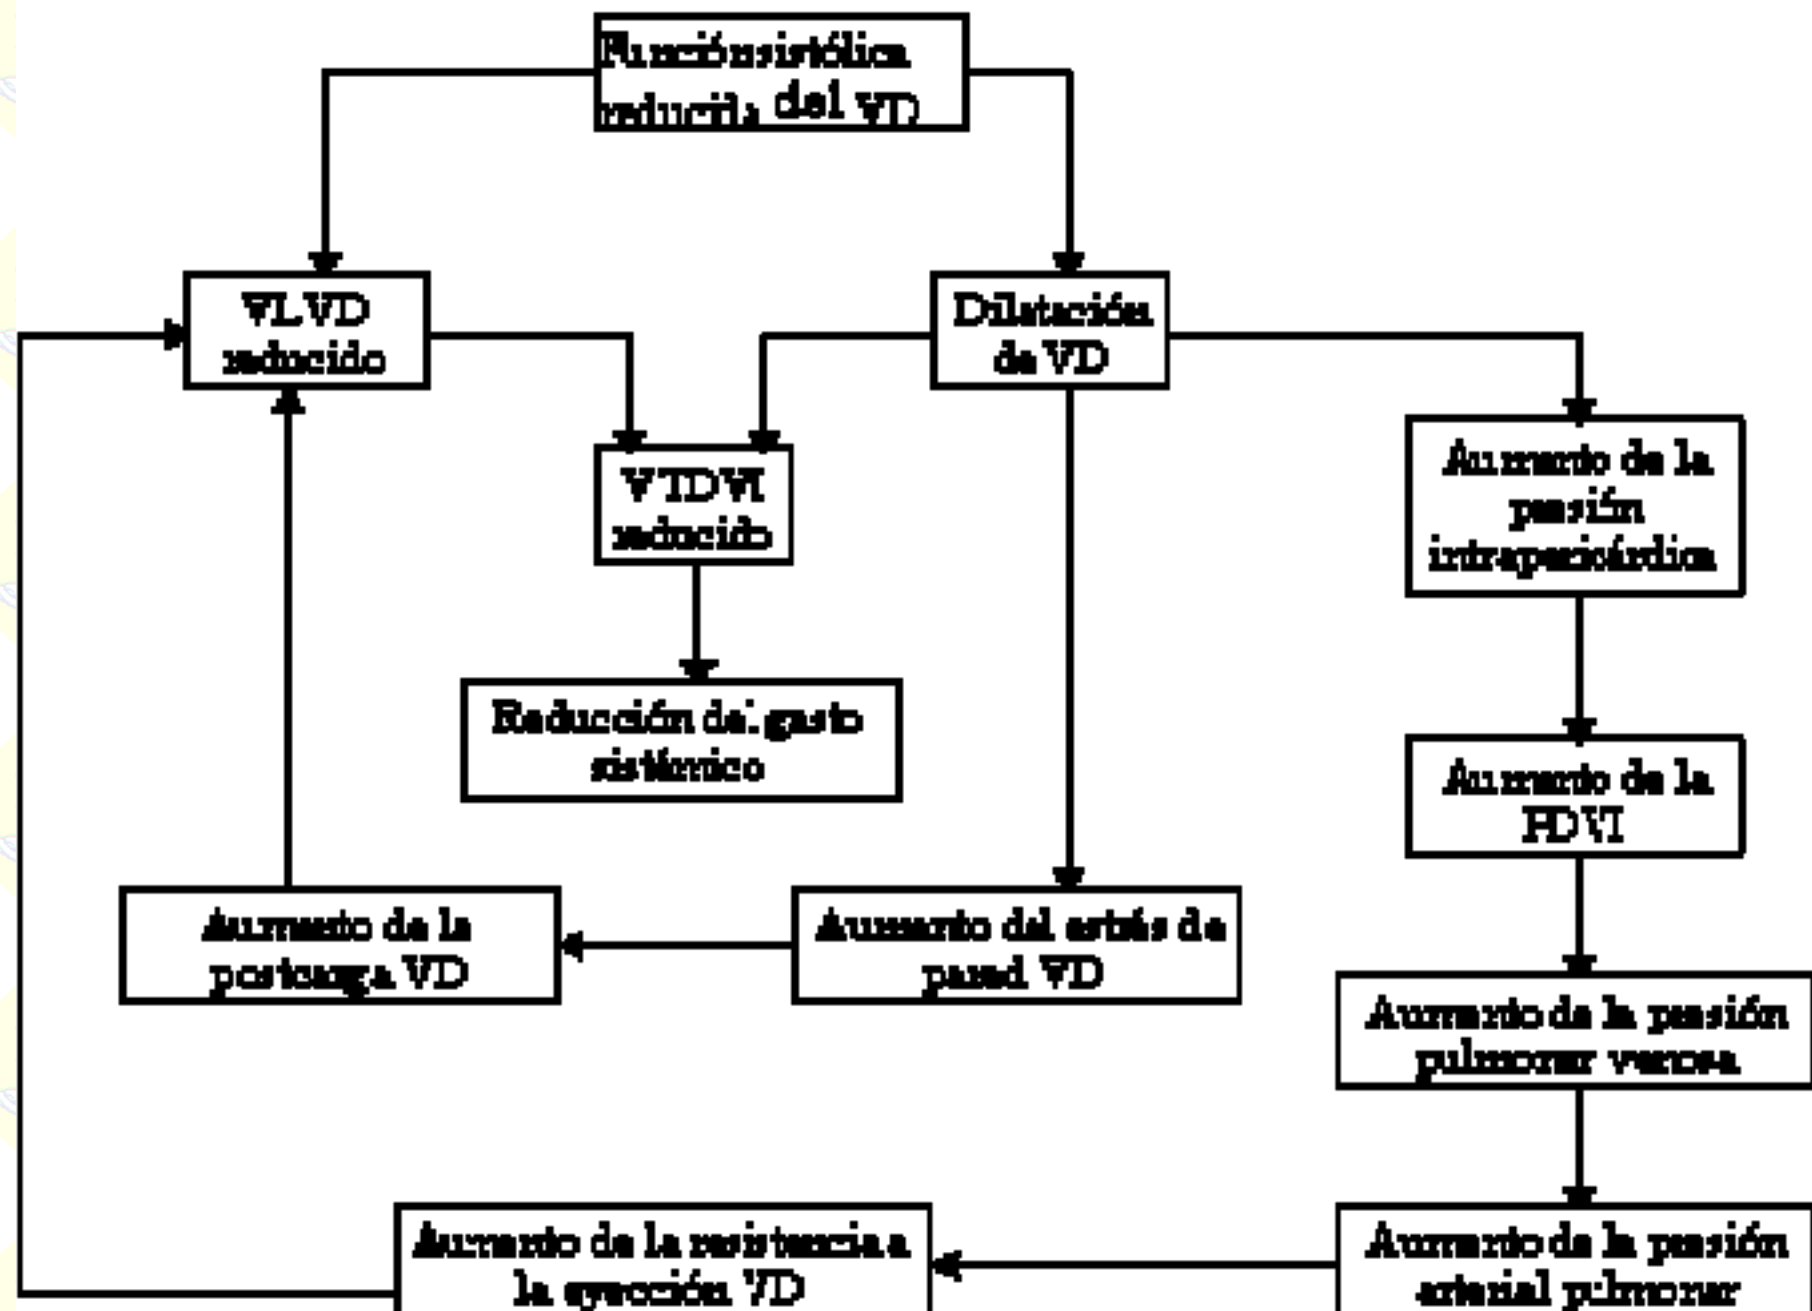 Función sistólica
reducida del VD
VLVD
reducido
Dilatación
de VD
VTDVI
reducido
Aumento de la
presión
intrapericárdica
Reducción del gasto
sistémico
Aumento de la
PDVI
Aumento de la
postcarga VD
Aumento del estrés de
pared VD
Aumento de la presión
pulmonar venosa
Aumento de la resistencia a
la eyección VD
Aumento de la presión
arterial pulmonar